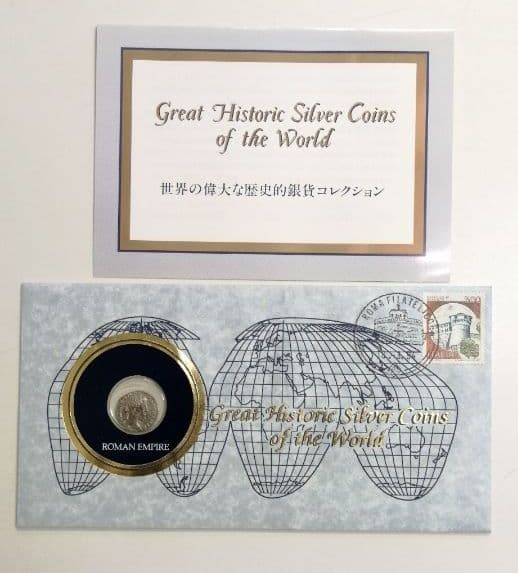 Great Historic Silver Coins
of the World
世界の偉大な歴史的銀貨コレクション
ROMA FILATELICO
ITALIA
Great Historic Silver Coins
of the World
ROMAN EMPIRE